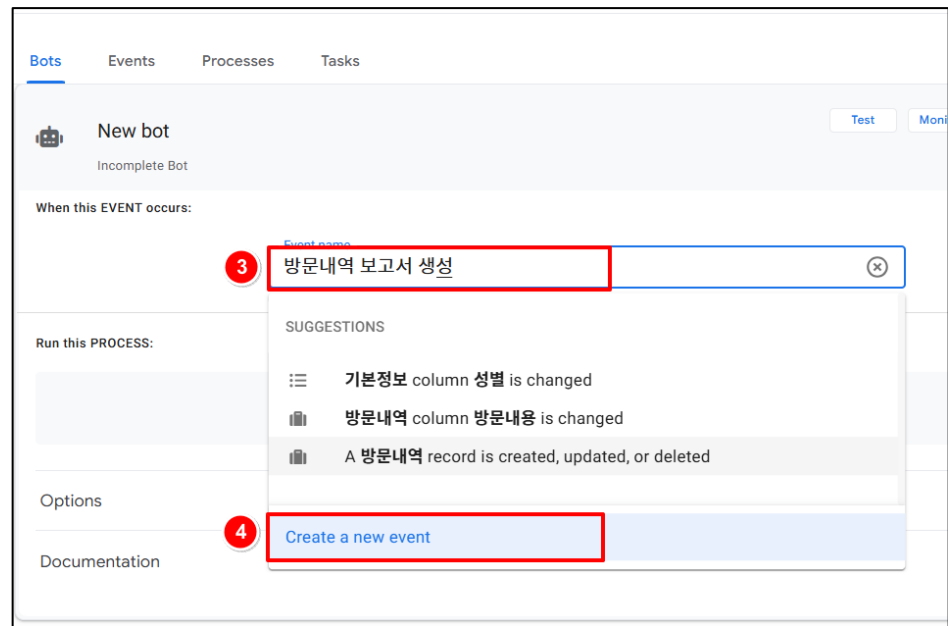 Bots Events Processes Tasks
New bot
Test Moni
Incomplete Bot
When this EVENT occurs:
Event name
3 방문내역 보고서 생성
SUGGESTIONS
Run this PROCESS:
기본정보 column 성별 is changed
방문내역 column 방문내용 is changed
A 방문내역 record is created, updated, or deleted
Options
4 Create a new event
Documentation